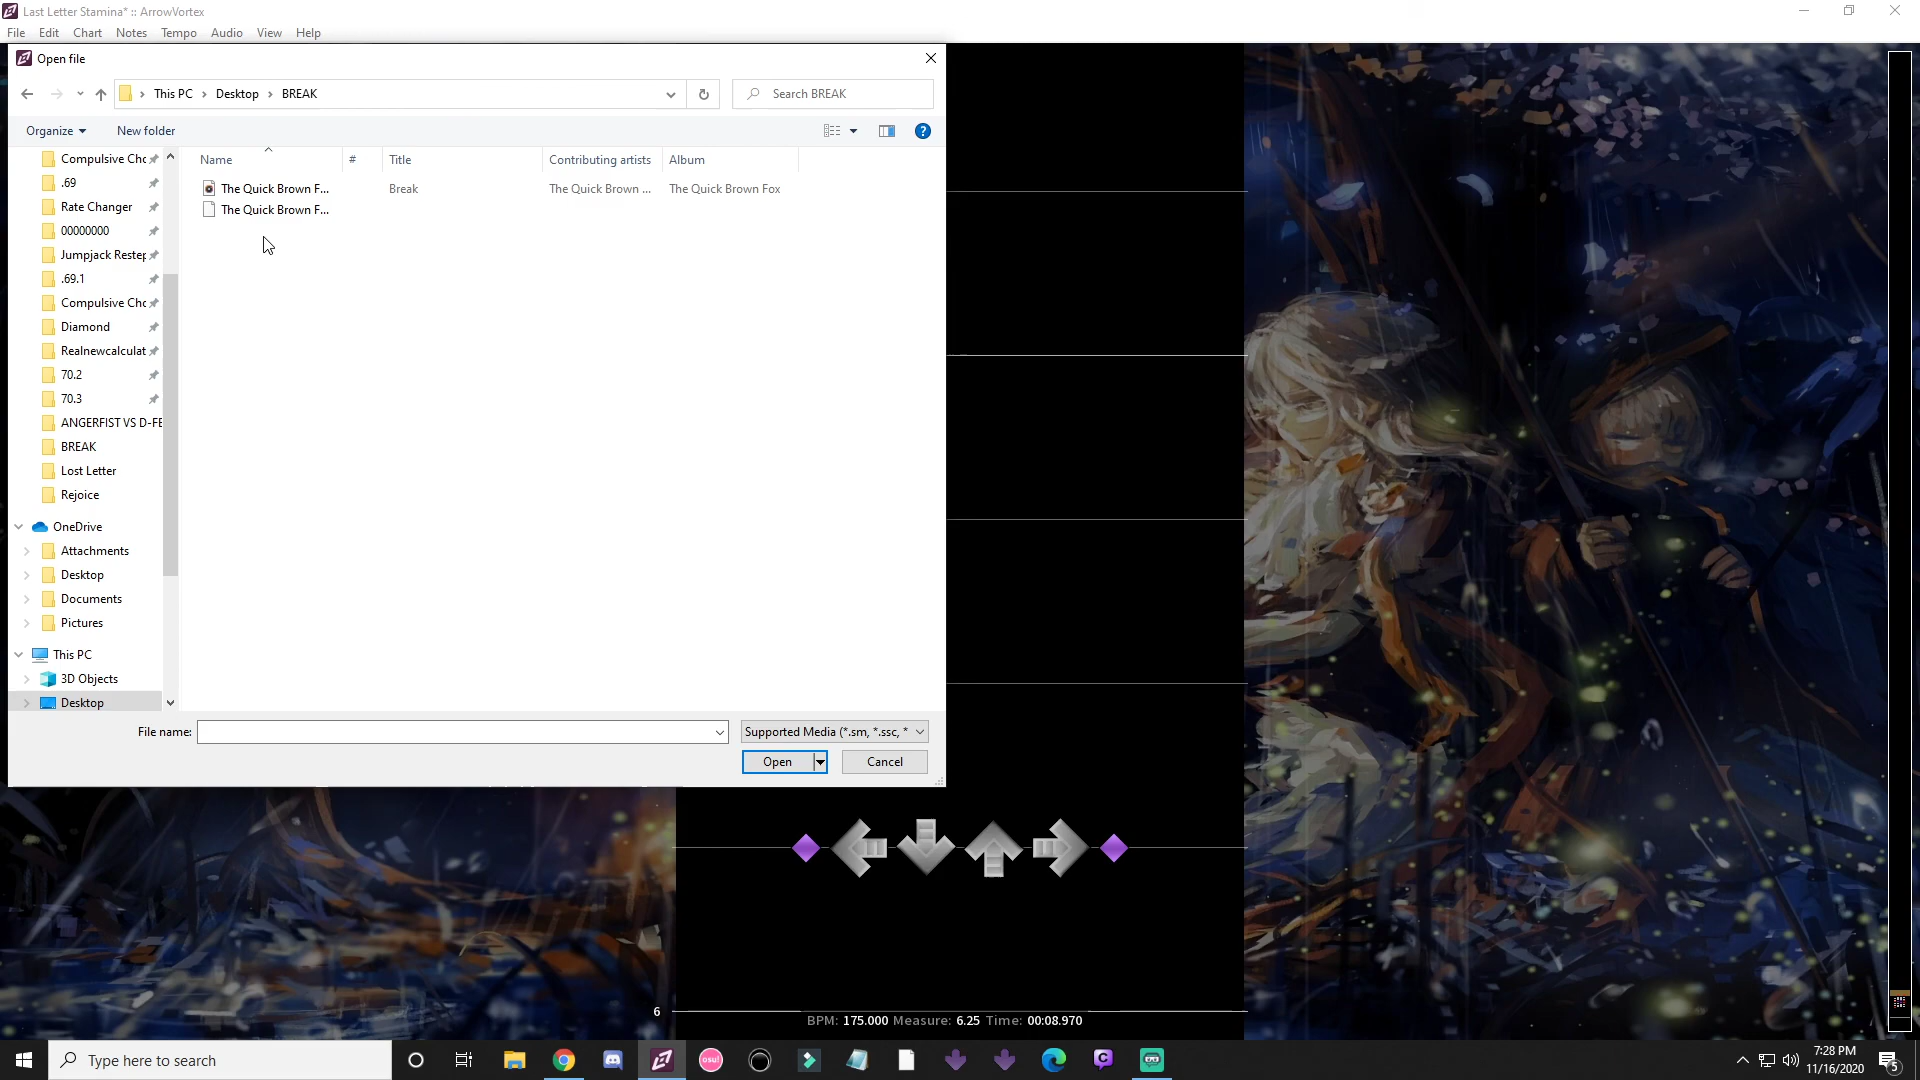 Last Letter Stamina* :: ArrowVortex
File Edit Chart Notes Tempo Audio View Help
Open file
This PC > Desktop > BREAK
Search BREAK
Organize
New folder
Name # Title Contributing artists Album
The Quick Brown F... Break The Quick Brown ... The Quick Brown Fox
The Quick Brown F...
Compulsive Chc
.69
Rate Changer
00000000
Jumpjack Restep
.69.1
Compulsive Chc
Diamond
Realnewcalculat
70.2
70.3
ANGERFIST VS D-FE
BREAK
Lost Letter
Rejoice
OneDrive
Attachments
Desktop
Documents
Pictures
This PC
3D Objects
Desktop
File name:
Supported Media (*.sm, *.ssc, *
Open
Cancel
6
BPM: 175.000 Measure: 6.25 Time: 00:08.970
Type here to search
osu!
7:28 PM
11/16/2020
5